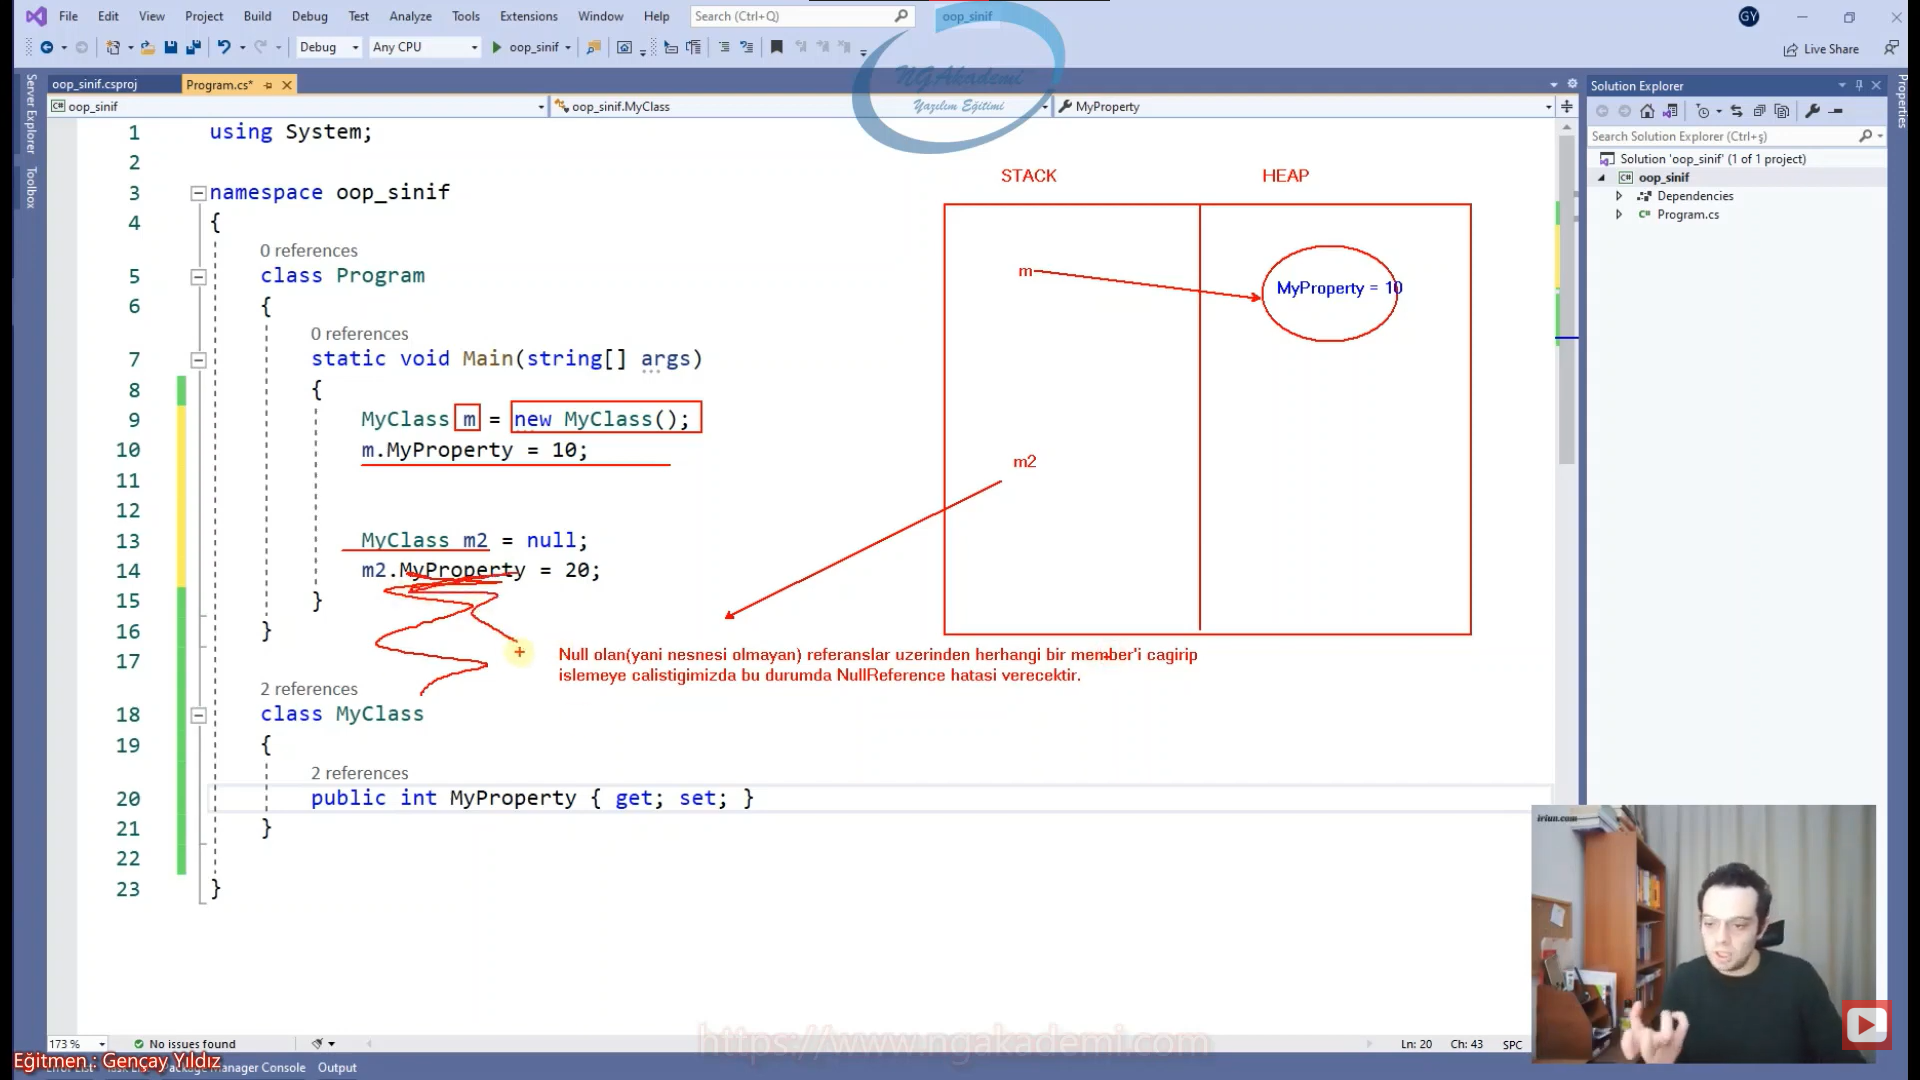 File Edit View Project Build Debug Test Analyze Tools Extensions Window Help Search (Ctrl+Q) oop_sinif GY
Debug Any CPU oop_sinif Live Share
Server Explorer
Toolbox
Properties
oop_sinif.csproj Program.cs*
oop_sinif oop_sinif.MyClass MyProperty
NGAkademi
Yazılım Eğitimi
Solution Explorer
Search Solution Explorer (Ctrl+ş)
Solution 'oop_sinif' (1 of 1 project)
oop_sinif
Dependencies
Program.cs
1 using System;
2
3 namespace oop_sinif
4 {
0 references
5 class Program
6 {
0 references
7 static void Main(string[] args)
8 {
9 MyClass m = new MyClass();
10 m.MyProperty = 10;
11
12
13 MyClass m2 = null;
14 m2.MyProperty = 20;
15 }
16 }
17
2 references
18 class MyClass
19 {
2 references
20 public int MyProperty { get; set; }
21 }
22
23 }
STACK HEAP
m MyProperty = 10
m2
Null olan(yani nesnesi olmayan) referanslar uzerinden herhangi bir member'i cagirip
islemeye calistigimizda bu durumda NullReference hatasi verecektir.
iriun.com
https://www.ngakademi.com
173 % No issues found Ln: 20 Ch: 43 SPC
Eğitmen : Gençay Yıldız
Package Manager Console Output